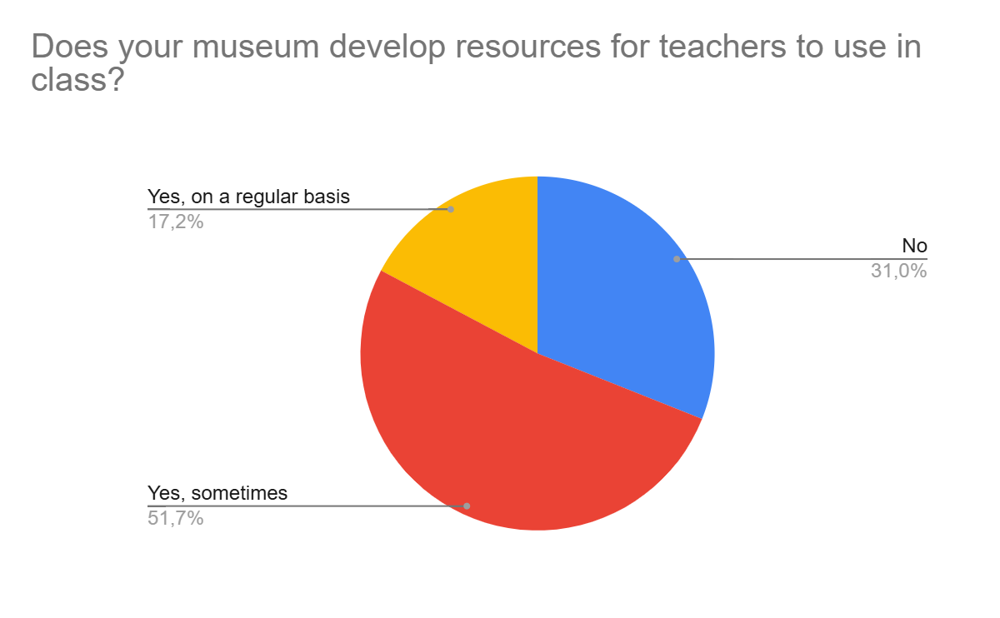 Does your museum develop resources for teachers to use in
class?
Yes, on a regular basis
17,2%
No
31,0%
Yes, sometimes
51,7%